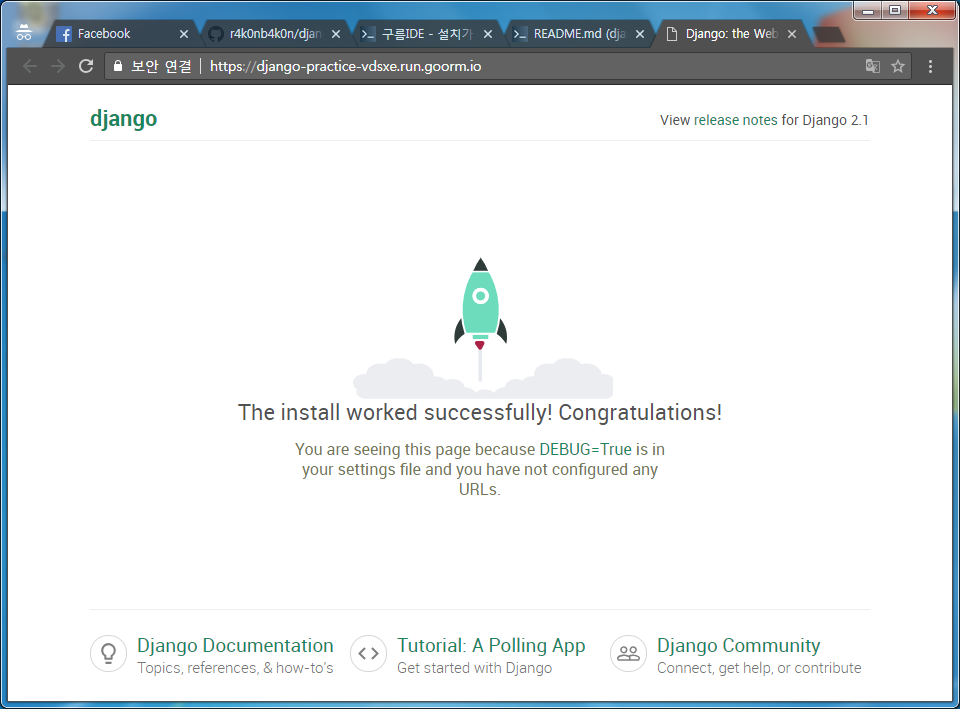 Facebook
r4k0nb4k0n/djan
구름IDE - 설치가
README.md (dja
Django: the Web
보안 연결 | https://django-practice-vdsxe.run.goorm.io
django
View release notes for Django 2.1
The install worked successfully! Congratulations!
You are seeing this page because DEBUG=True is in
your settings file and you have not configured any
URLs.
Django Documentation
Topics, references, & how-to's
Tutorial: A Polling App
Get started with Django
Django Community
Connect, get help, or contribute